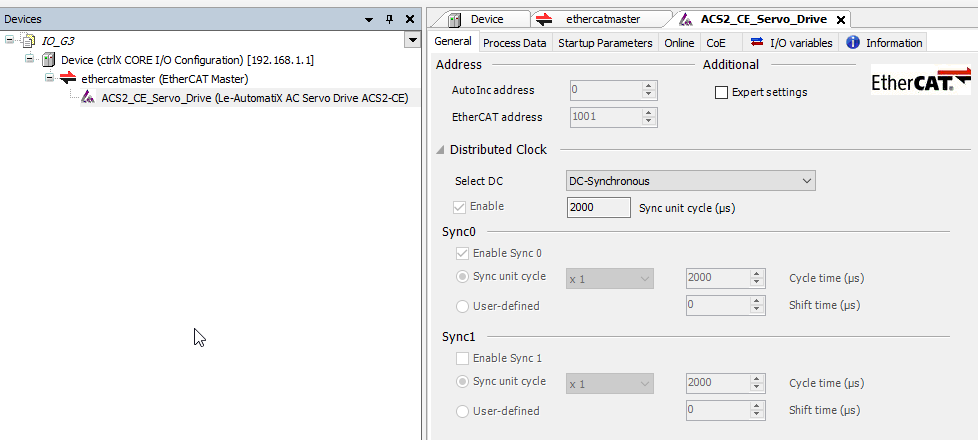 Devices
IO_G3
Device (ctrlX CORE I/O Configuration) [192.168.1.1]
ethercatmaster (EtherCAT Master)
ACS2_CE_Servo_Drive (Le-AutomatiX AC Servo Drive ACS2-CE)
Device
ethercatmaster
ACS2_CE_Servo_Drive
General
Process Data
Startup Parameters
Online
CoE
I/O variables
Information
Address
Additional
EtherCAT®
AutoInc address
0
Expert settings
EtherCAT address
1001
Distributed Clock
Select DC
DC-Synchronous
Enable
2000
Sync unit cycle (µs)
Sync0
Enable Sync 0
Sync unit cycle
x 1
2000
Cycle time (µs)
User-defined
0
Shift time (µs)
Sync1
Enable Sync 1
Sync unit cycle
x 1
2000
Cycle time (µs)
User-defined
0
Shift time (µs)